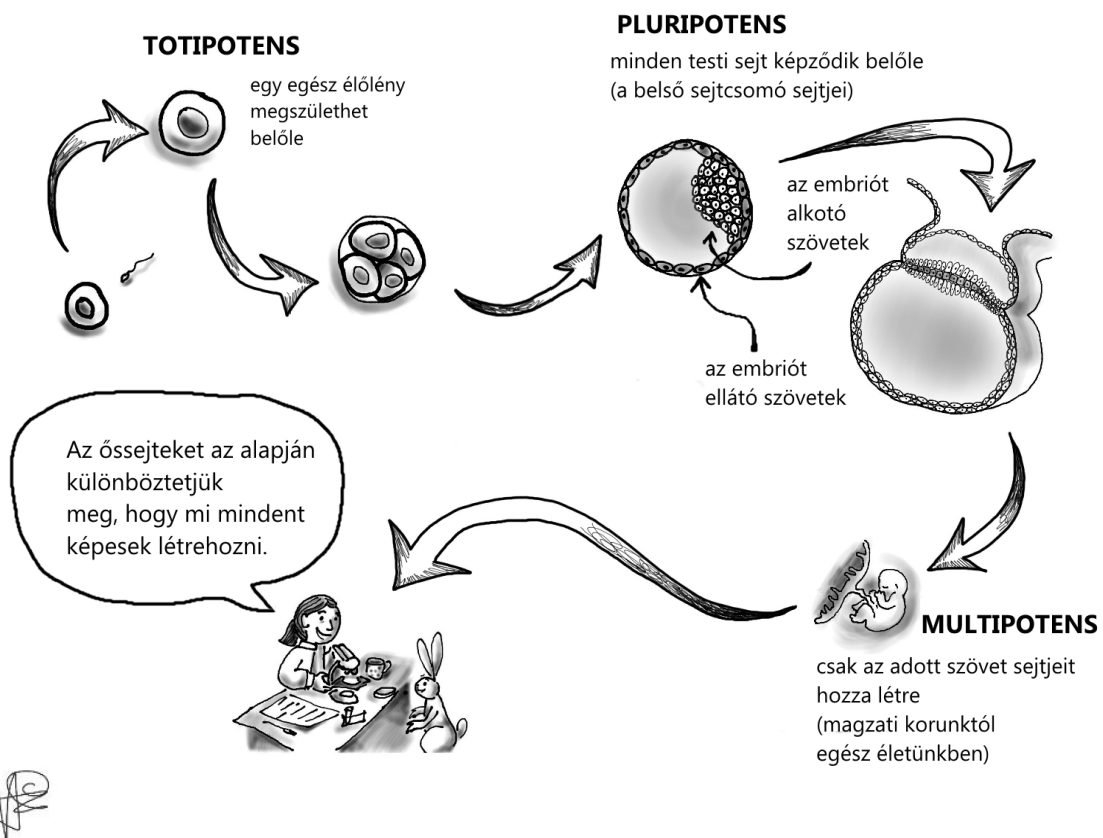 TOTIPOTENS
egy egész élőlény
megszülethet
belőle
PLURIPOTENS
minden testi sejt képződik belőle
(a belső sejtcsomó sejtjei)
az embriót
alkotó
szövetek
az embriót
ellátó szövetek
MULTIPOTENS
csak az adott szövet sejtjeit
hozza létre
(magzati korunktól
egész életünkben)
Az őssejteket az alapján
különböztetjük
meg, hogy mi mindent
képesek létrehozni.